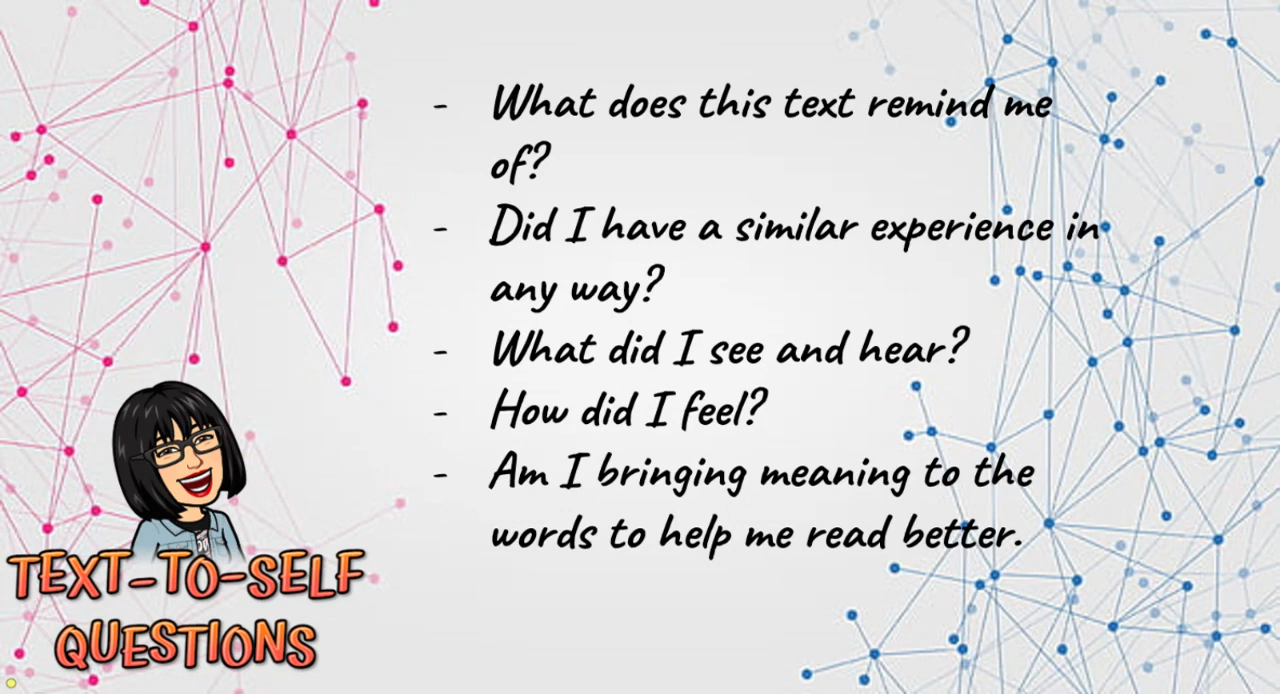 - What does this text remind me
of?
- Did I have a similar experience in
any way?
- What did I see and hear?
- How did I feel?
- Am I bringing meaning to the
words to help me read better.
TEXT-TO-SELF
QUESTIONS